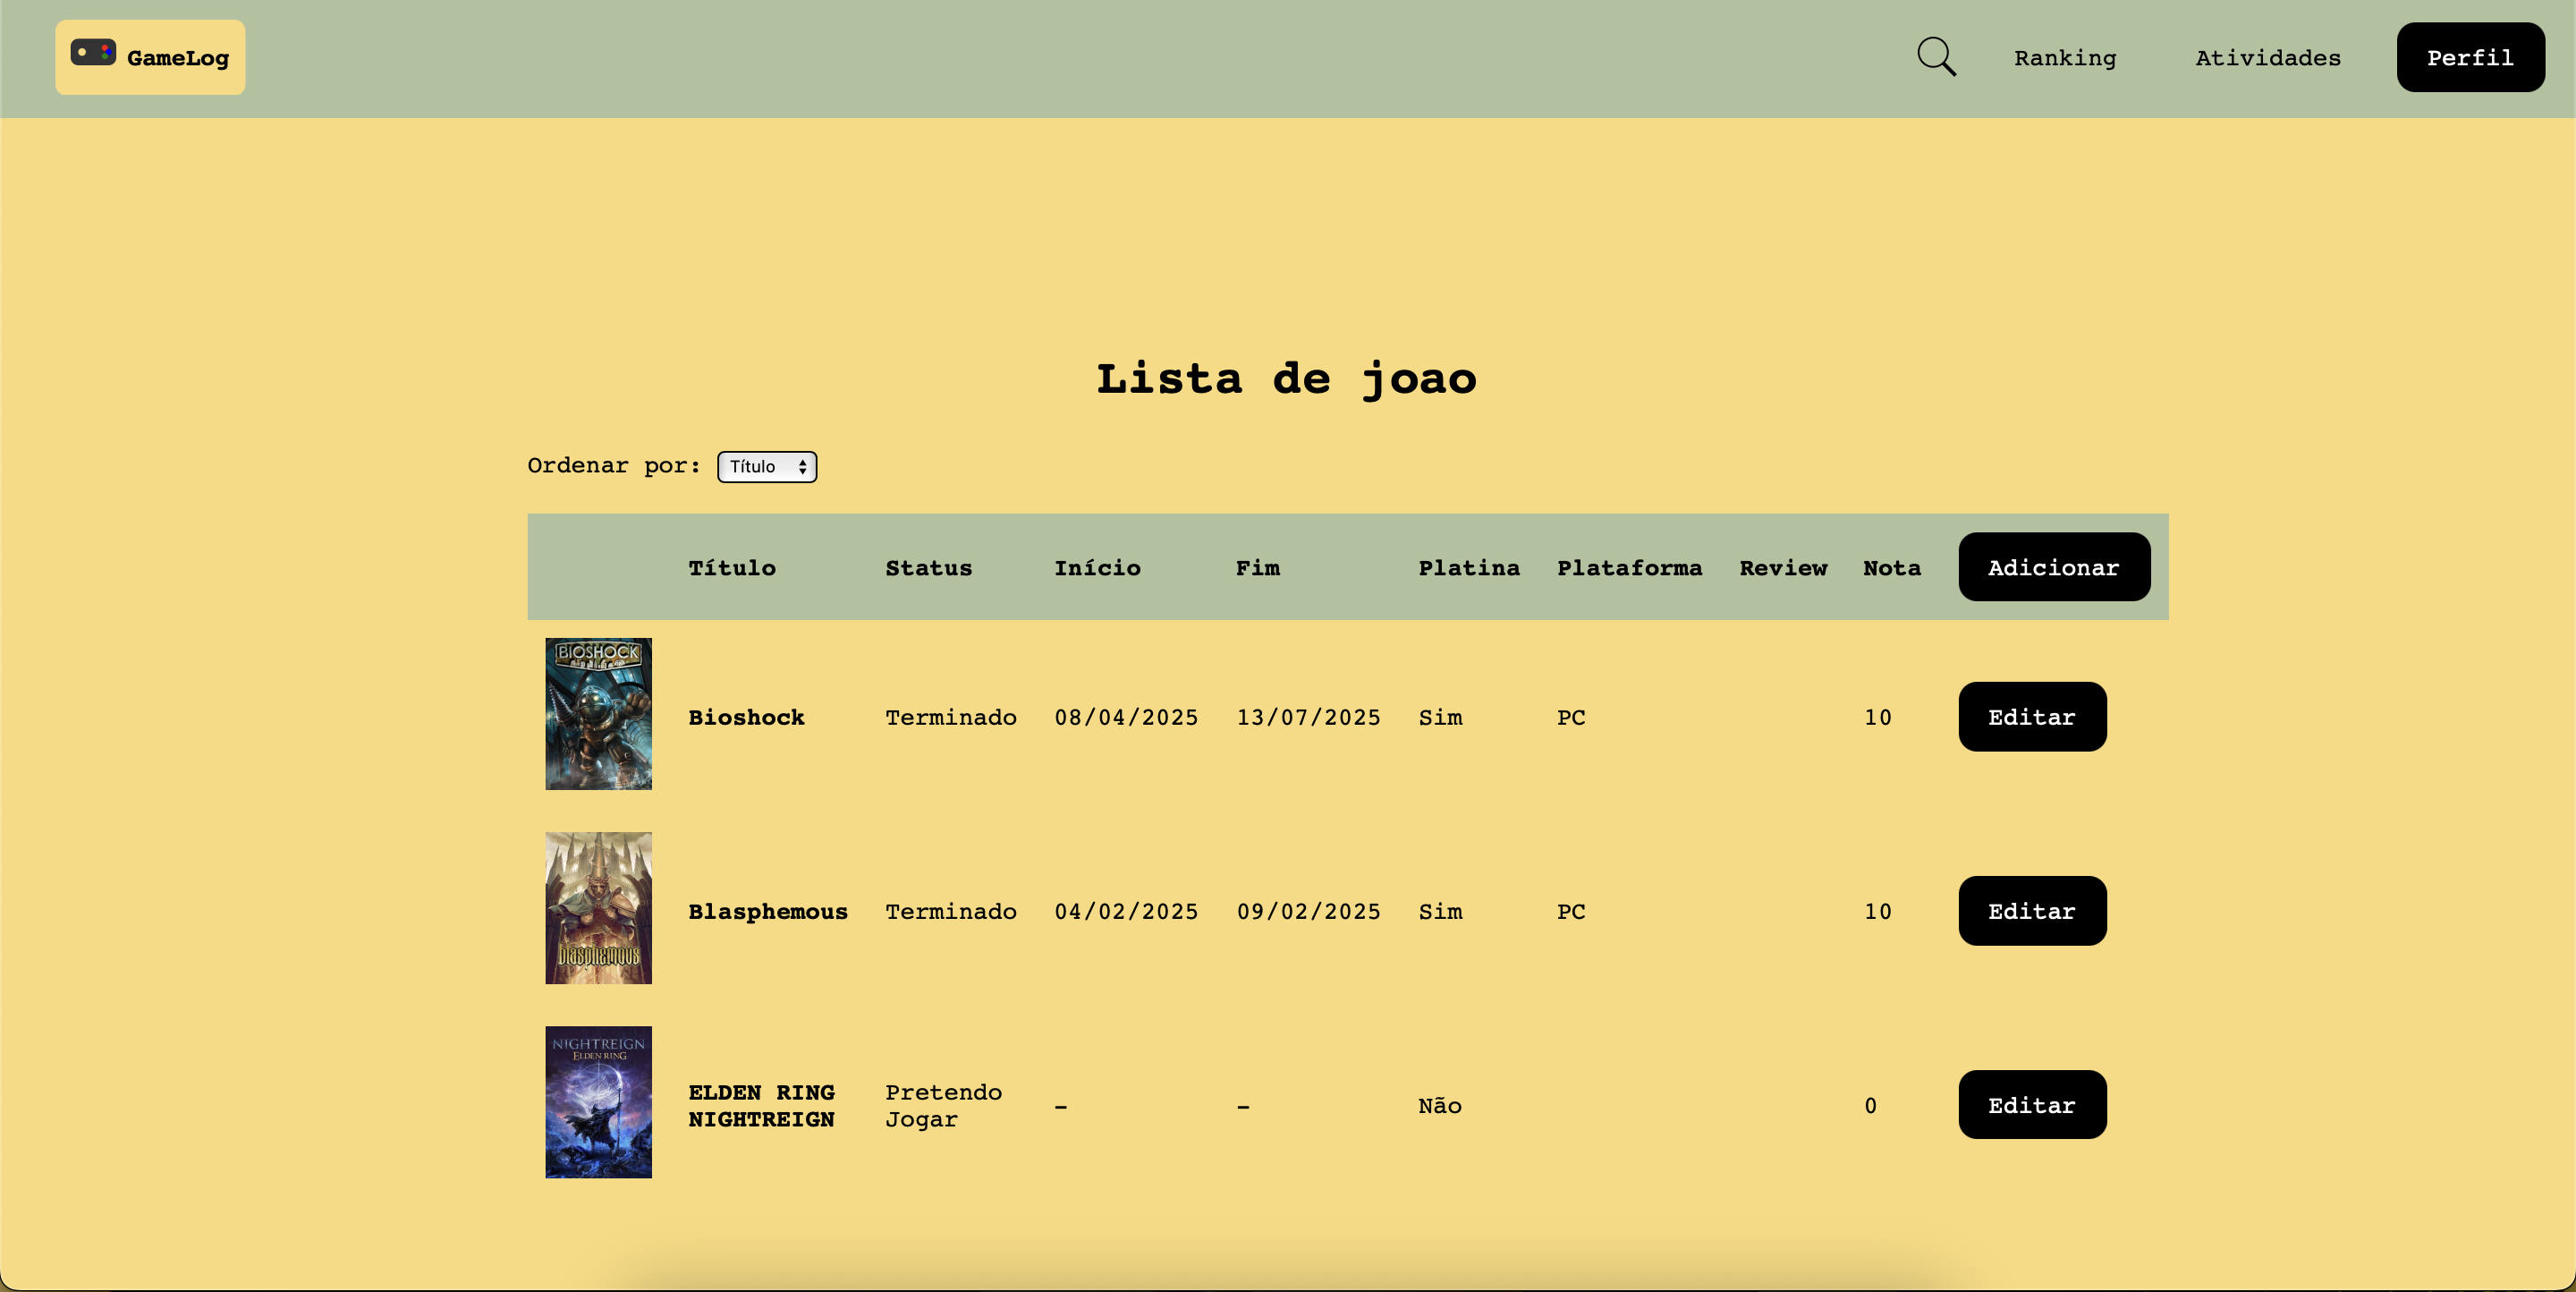 GameLog
Ranking
Atividades
Perfil
Lista de joao
Ordenar por: Título
Título Status Início Fim Platina Plataforma Review Nota Adicionar
BIOSHOCK
Bioshock Terminado 08/04/2025 13/07/2025 Sim PC 10 Editar
blasphemous
Blasphemous Terminado 04/02/2025 09/02/2025 Sim PC 10 Editar
NIGHTREIGN
ELDEN RING
ELDEN RING
NIGHTREIGN
Pretendo
Jogar
- - Não 0 Editar